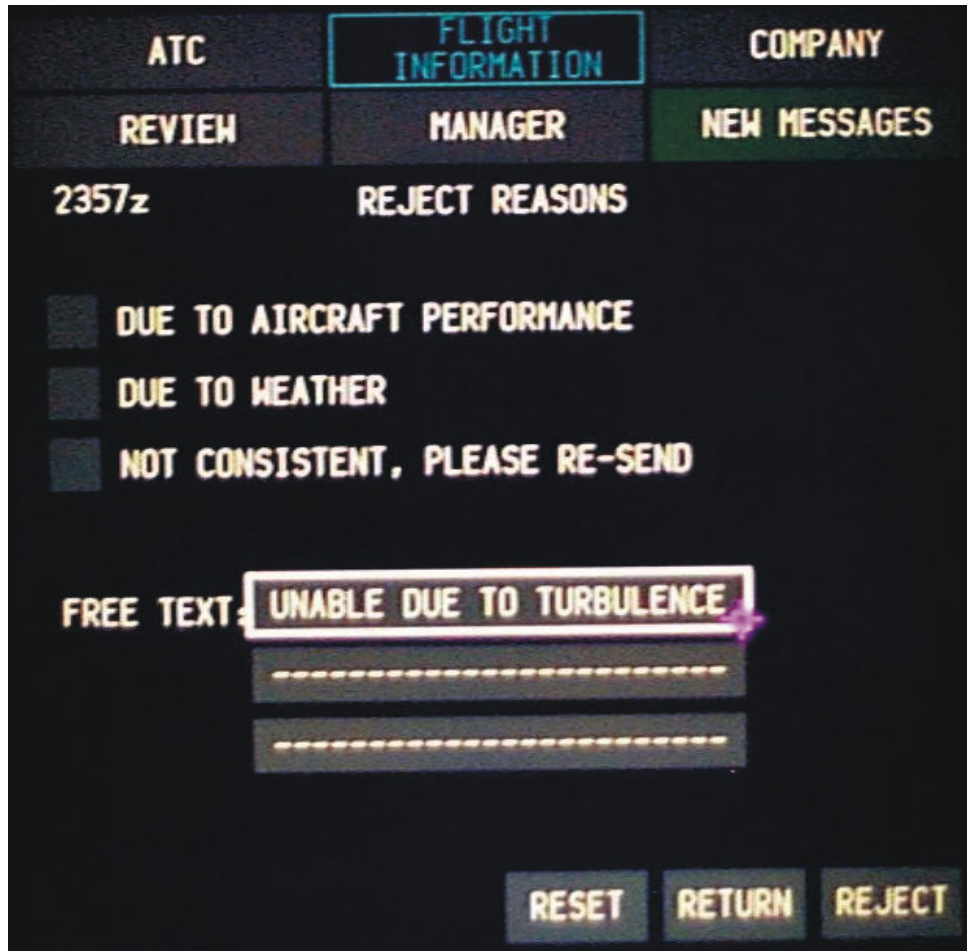 ATC
FLIGHT
INFORMATION
COMPANY
REVIEW
MANAGER
NEW MESSAGES
2357z
REJECT REASONS
DUE TO AIRCRAFT PERFORMANCE
DUE TO WEATHER
NOT CONSISTENT, PLEASE RE-SEND
FREE TEXT: UNABLE DUE TO TURBULENCE
------------------------
------------------------
RESET
RETURN
REJECT